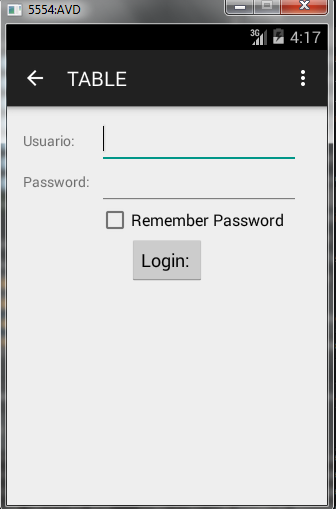 5554:AVD
3G 4:17
TABLE
Usuario:
Password:
Remember Password
Login: